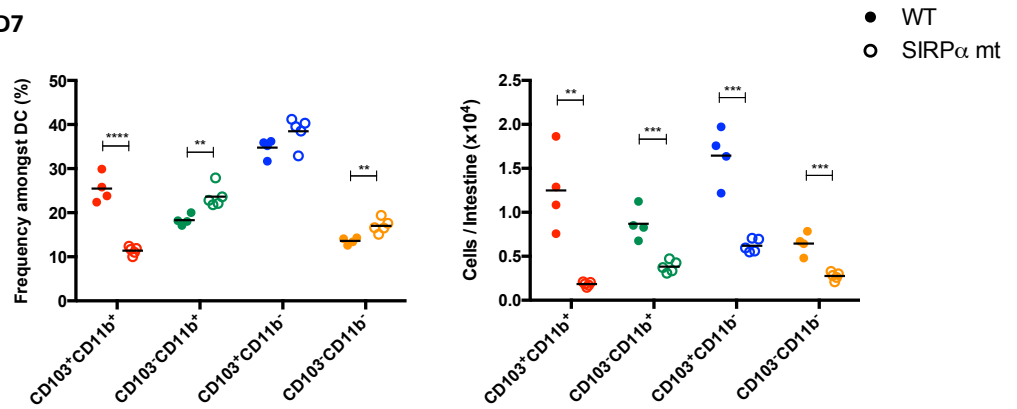 D7
WT
SIRPα mt
Frequency amongst DC (%)
50
40
30
20
10
0
****
**
**
CD103⁺CD11b⁺
CD103⁻CD11b⁺
CD103⁺CD11b⁻
CD103⁻CD11b⁻
Cells / Intestine (x10⁴)
2.5
2.0
1.5
1.0
0.5
0.0
**
***
***
***
CD103⁺CD11b⁺
CD103⁻CD11b⁺
CD103⁺CD11b⁻
CD103⁻CD11b⁻